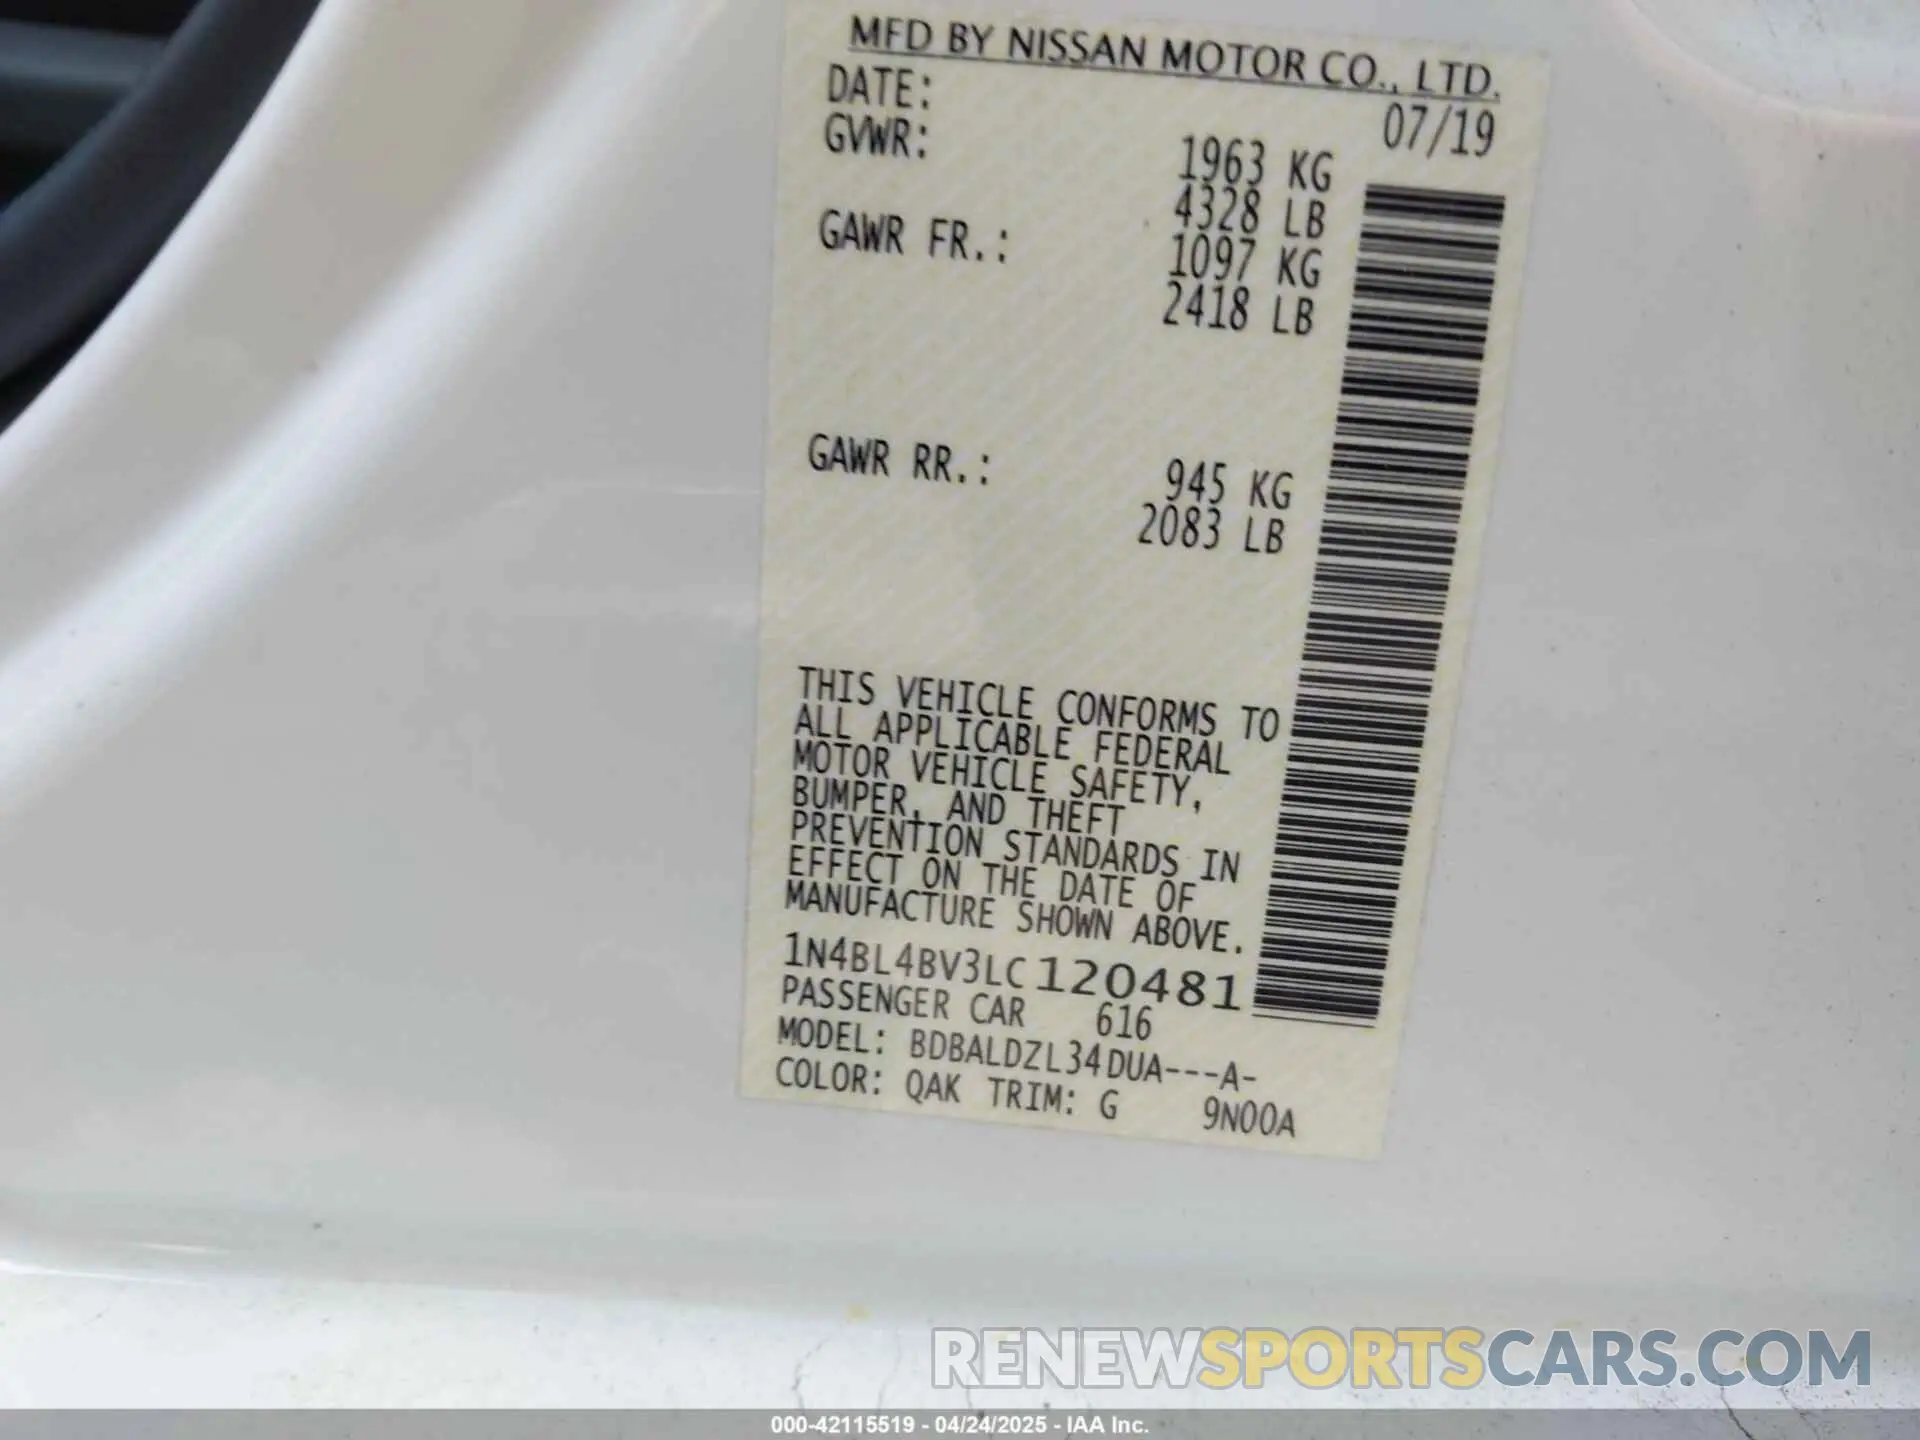 MFD BY NISSAN MOTOR CO., LTD.
DATE: 07/19
GVWR: 1963 KG
4328 LB
GAWR FR.: 1097 KG
2418 LB
GAWR RR.: 945 KG
2083 LB
THIS VEHICLE CONFORMS TO
ALL APPLICABLE FEDERAL
MOTOR VEHICLE SAFETY,
BUMPER, AND THEFT
PREVENTION STANDARDS IN
EFFECT ON THE DATE OF
MANUFACTURE SHOWN ABOVE.
1N4BL4BV3LC120481
PASSENGER CAR 616
MODEL: BDBALDZL34DUA---A-
COLOR: QAK TRIM: G 9N00A
RENEWSPORTSCARS.COM
000-42115519 - 04/24/2025 - IAA Inc.